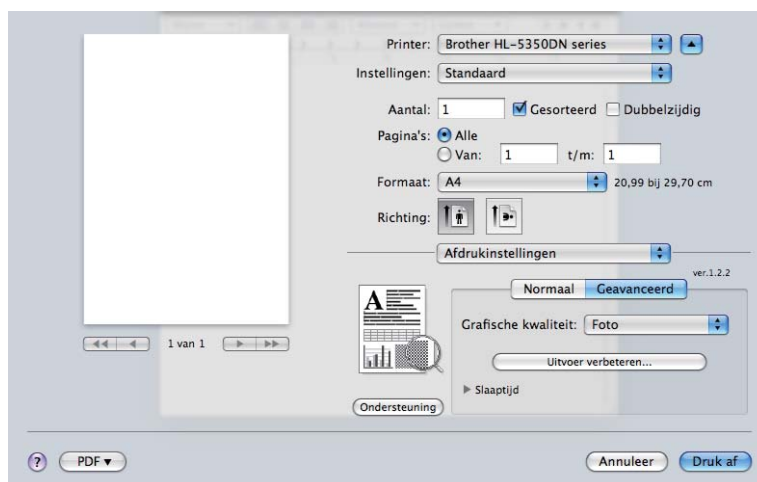 Printer: Brother HL-5350DN series
Instellingen: Standaard
Aantal: 1 Gesorteerd Dubbelzijdig
Pagina's: Alle
Van: 1 t/m: 1
Formaat: A4 20,99 bij 29,70 cm
Richting:
Afdrukinstellingen
ver.1.2.2
Normaal Geavanceerd
A
Grafische kwaliteit: Foto
1 van 1
Uitvoer verbeteren...
Slaaptijd
Ondersteuning
? PDF Annuleer Druk af